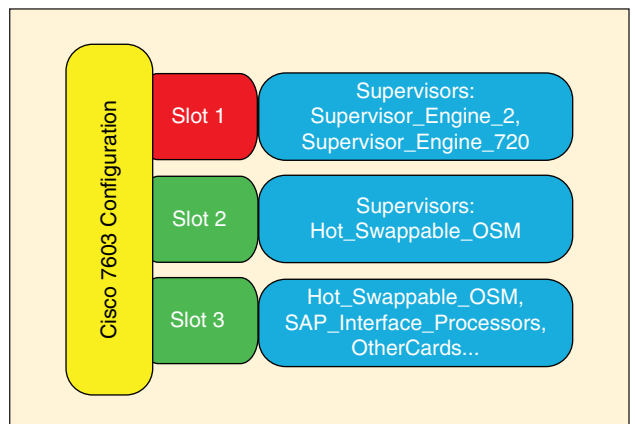 Cisco 7603 Configuration
Slot 1
Supervisors:
Supervisor_Engine_2,
Supervisor_Engine_720
Slot 2
Supervisors:
Hot_Swappable_OSM
Slot 3
Hot_Swappable_OSM,
SAP_Interface_Processors,
OtherCards...